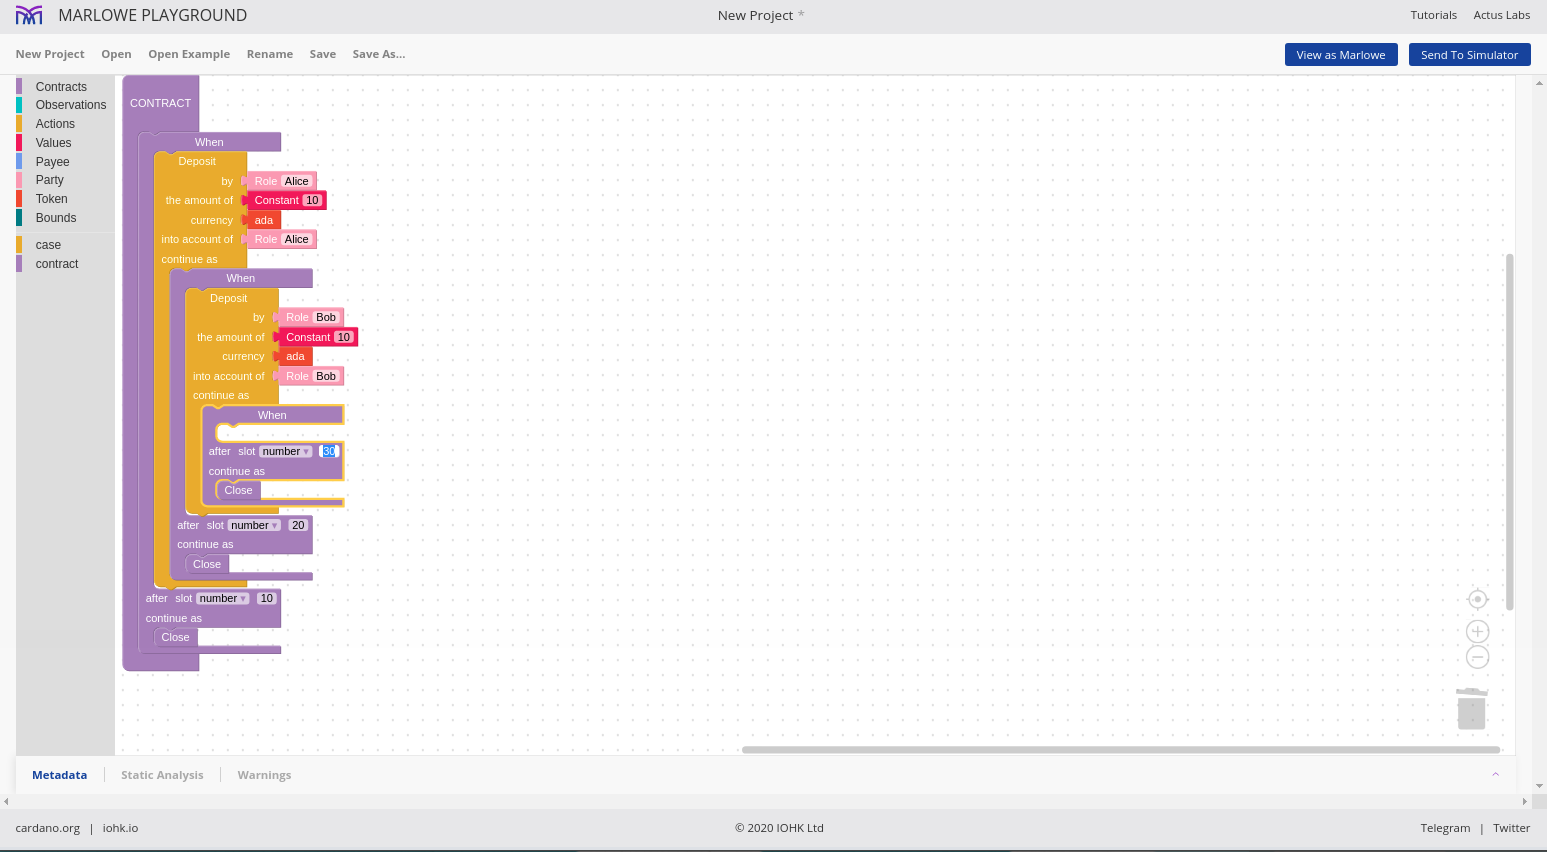 MARLOWE PLAYGROUND
New Project *
Tutorials Actus Labs
New Project Open Open Example Rename Save Save As...
View as Marlowe Send To Simulator
Contracts
Observations
Actions
Values
Payee
Party
Token
Bounds
case
contract
CONTRACT
When
Deposit
by Role Alice
the amount of Constant 10
currency ada
into account of Role Alice
continue as
When
Deposit
by Role Bob
the amount of Constant 10
currency ada
into account of Role Bob
continue as
When
after slot number ▾ 30
continue as
Close
after slot number ▾ 20
continue as
Close
after slot number ▾ 10
continue as
Close
Metadata Static Analysis Warnings
cardano.org | iohk.io
© 2020 IOHK Ltd
Telegram | Twitter